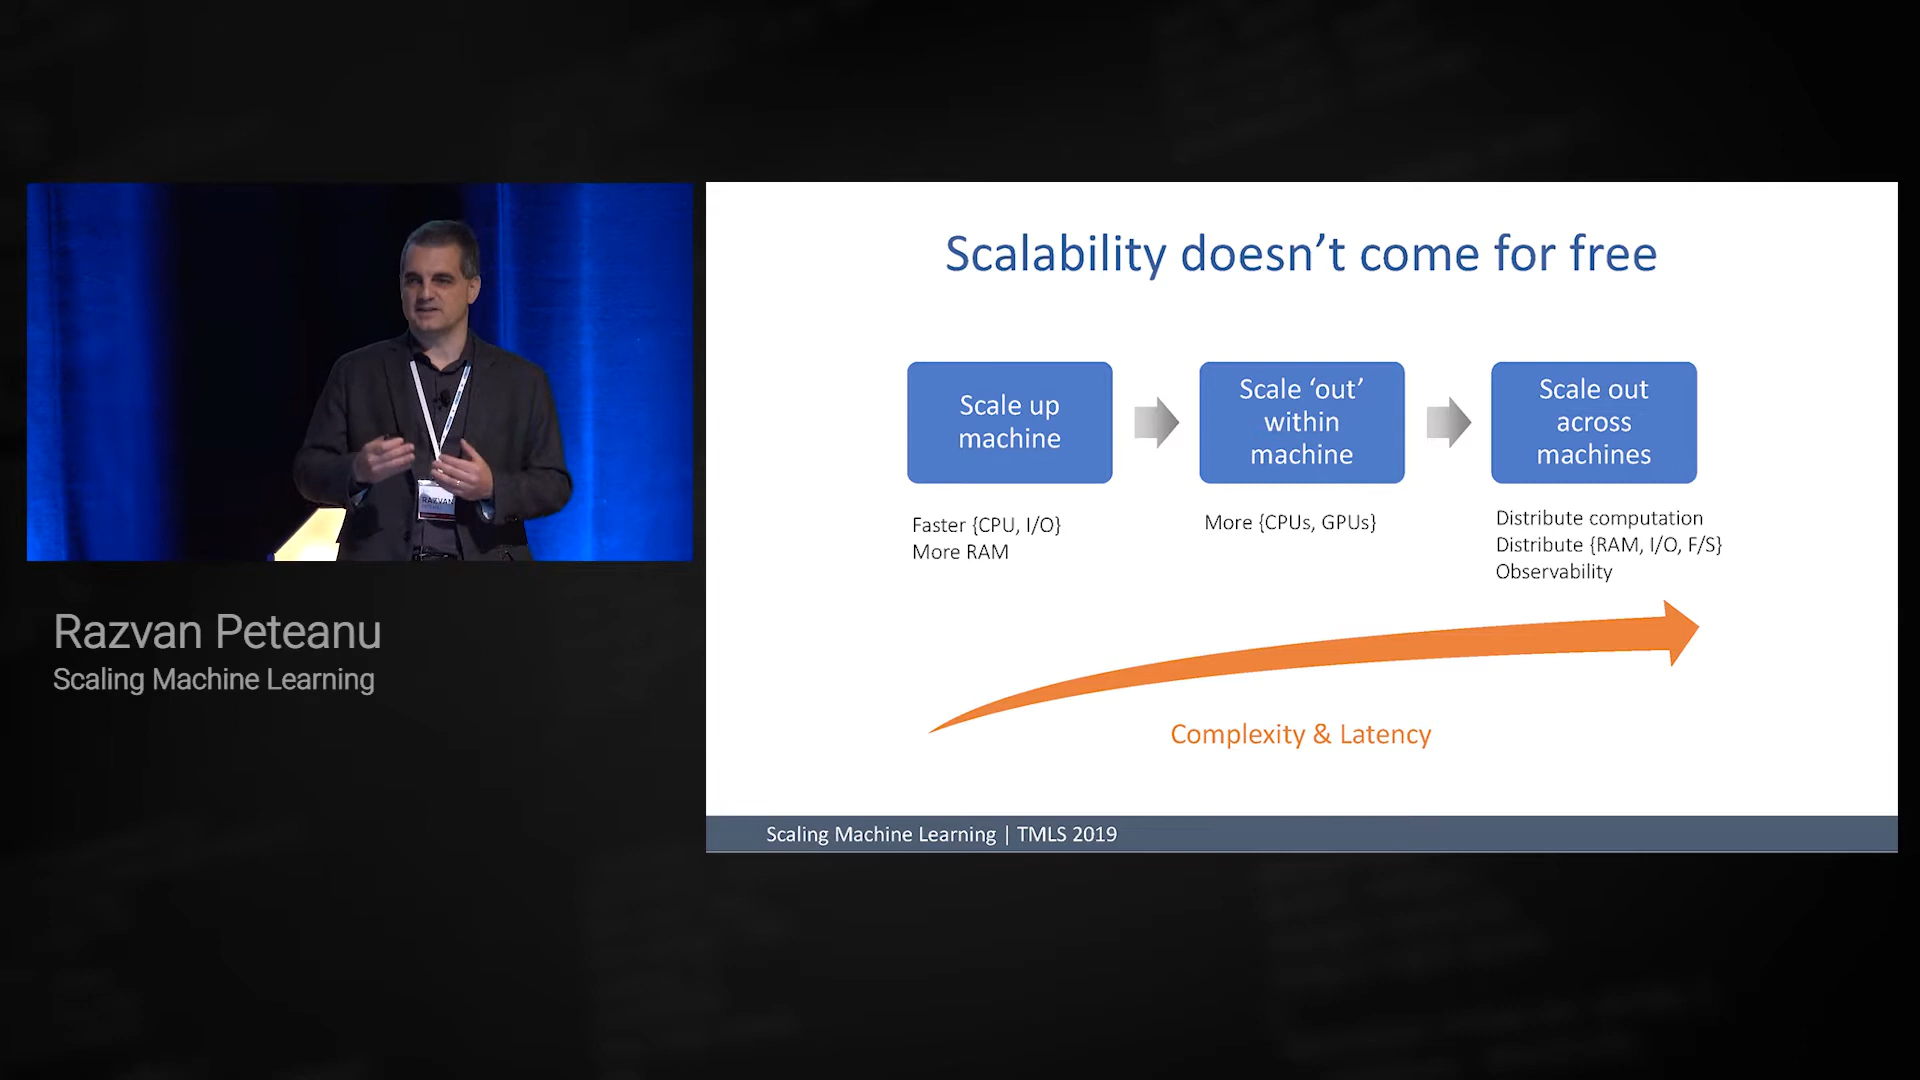 Scalability doesn’t come for free
Scale up
machine
Scale ‘out’
within
machine
Scale out
across
machines
Faster {CPU, I/O}
More RAM
More {CPUs, GPUs}
Distribute computation
Distribute {RAM, I/O, F/S}
Observability
Complexity & Latency
Scaling Machine Learning | TMLS 2019
RAZVAN
Razvan Peteanu
Scaling Machine Learning